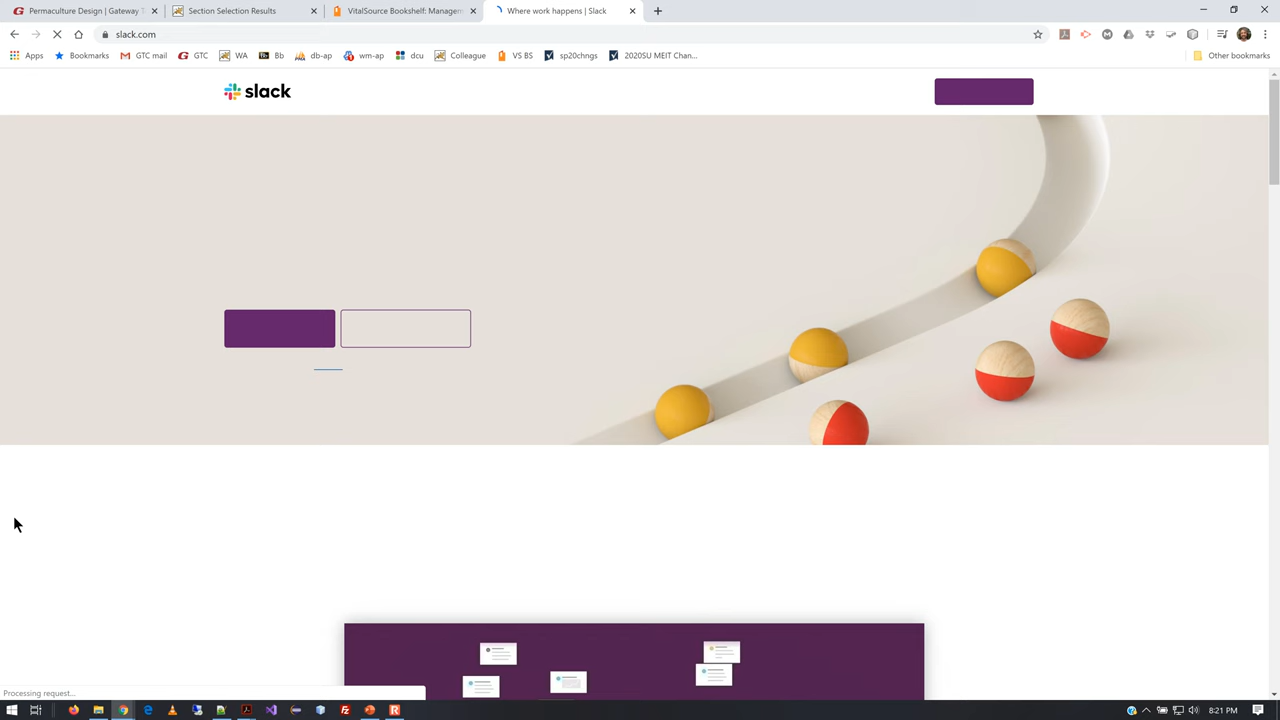 Permaculture Design | Gateway T
Section Selection Results
VitalSource Bookshelf: Managem
Where work happens | Slack
slack.com
Apps
Bookmarks
GTC mail
GTC
WA
Bb
db-ap
wm-ap
dcu
Colleague
VS BS
sp20chngs
2020SU MEIT Chan...
Other bookmarks
slack
Processing request...
8:21 PM